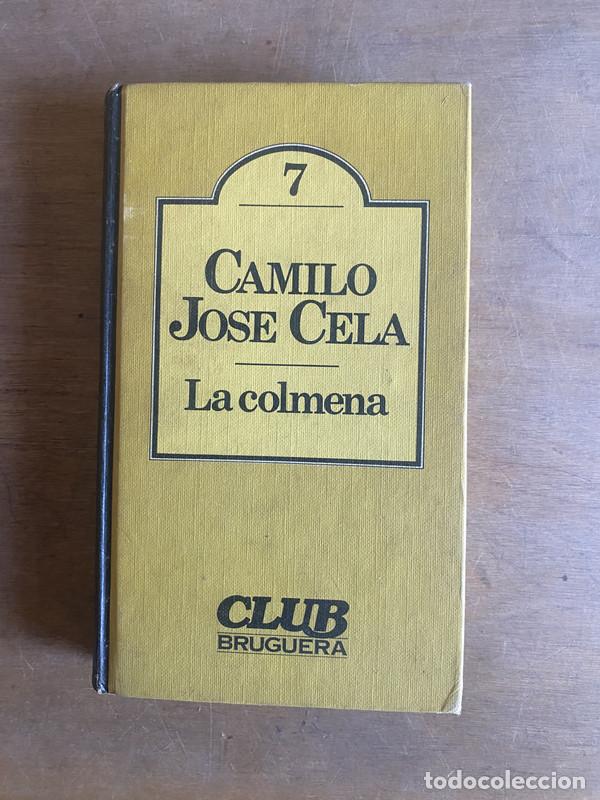 7
CAMILO
JOSE CELA
La colmena
CLUB
BRUGUERA
todocoleccion